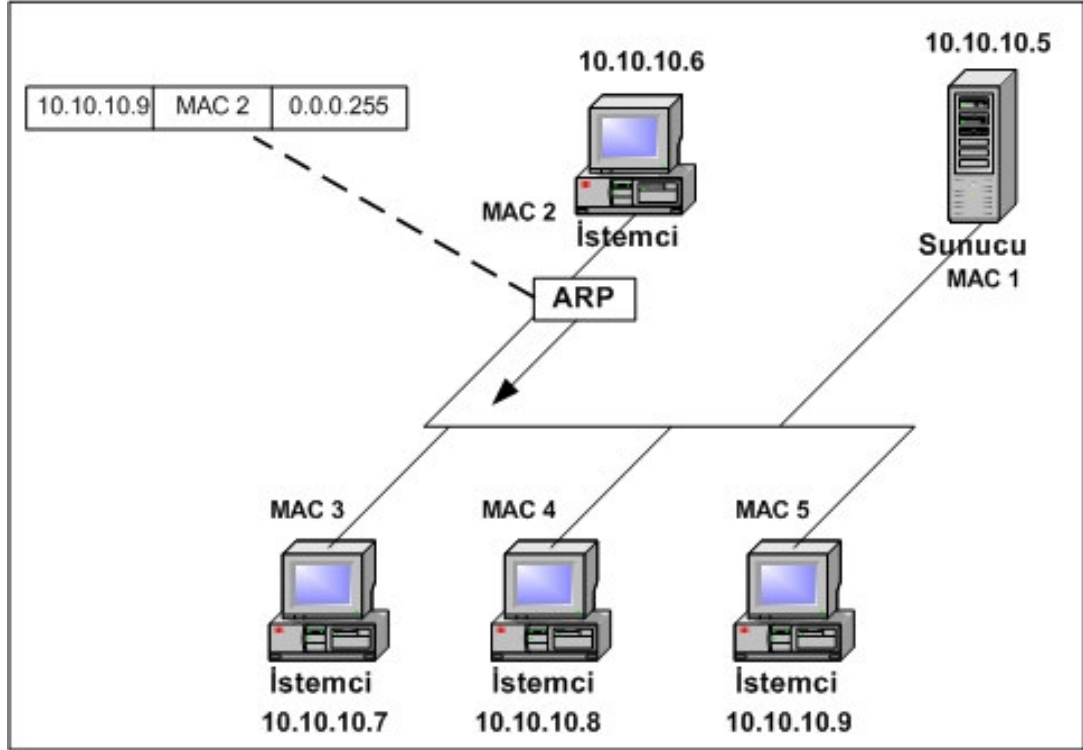 10.10.10.5
10.10.10.6
10.10.10.9 MAC 2 0.0.0.255
MAC 2
İstemci
Sunucu
MAC 1
ARP
MAC 3 MAC 4 MAC 5
İstemci İstemci İstemci
10.10.10.7 10.10.10.8 10.10.10.9